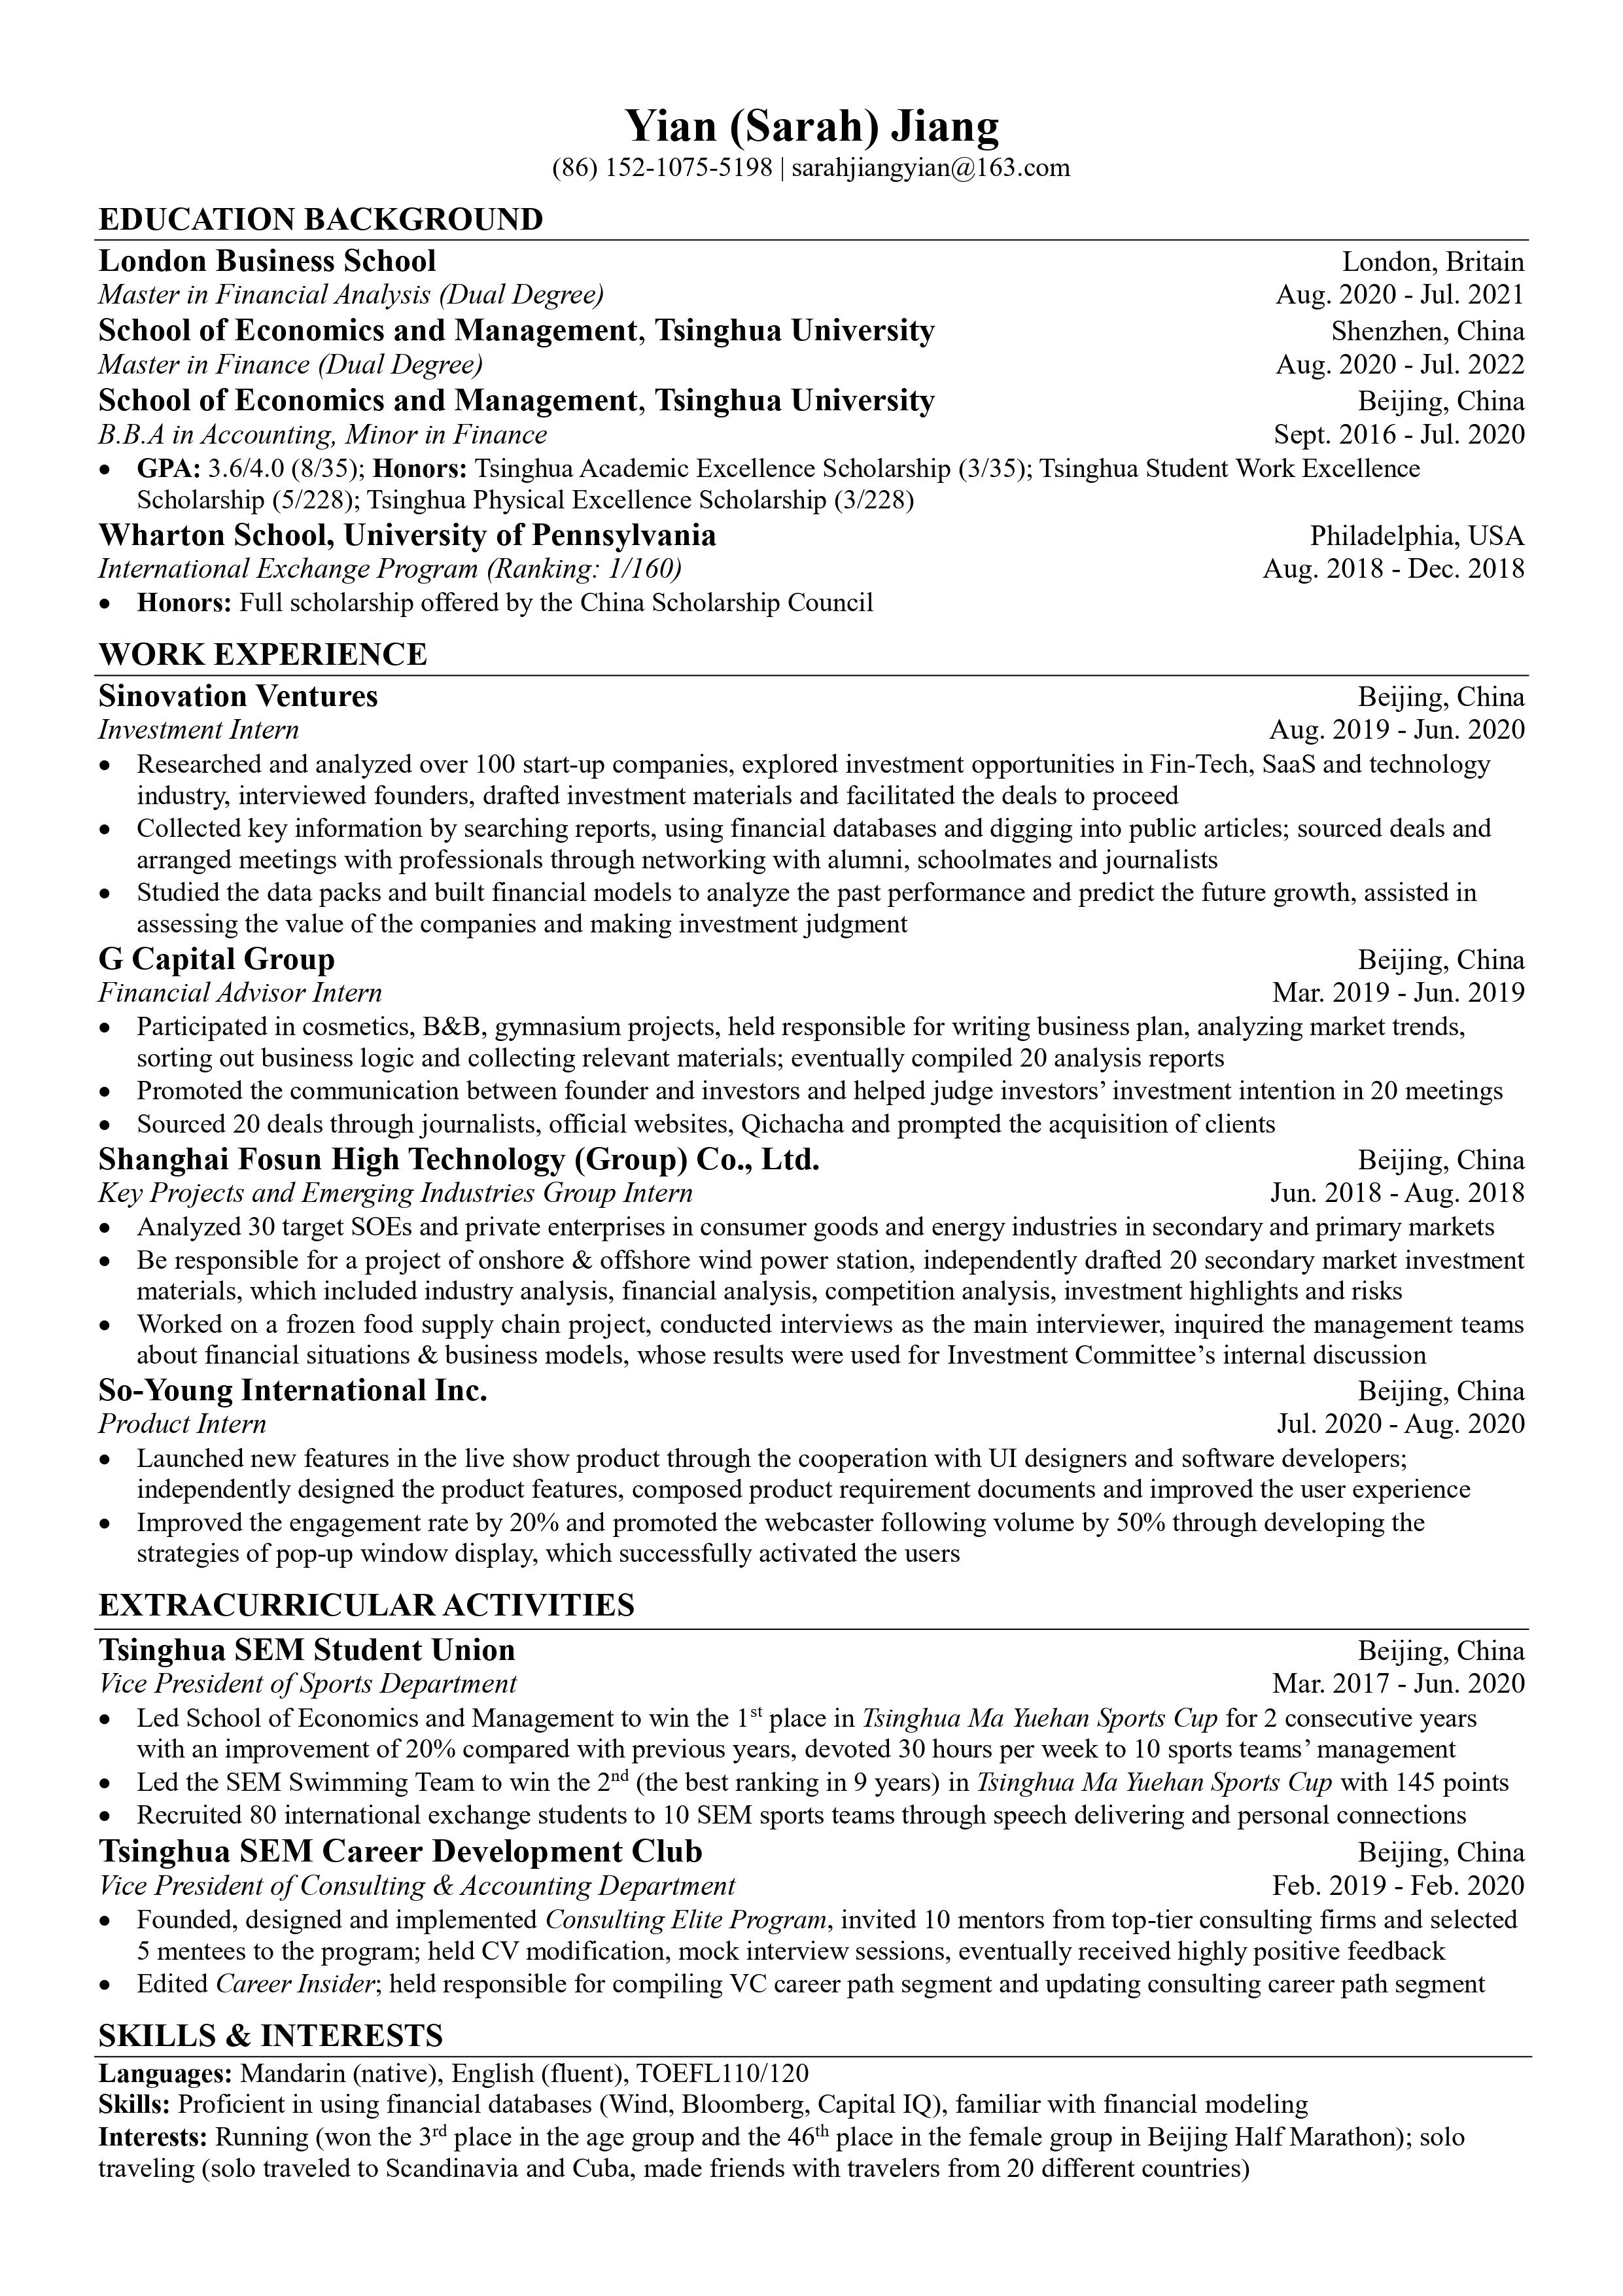 Yian (Sarah) Jiang
(86) 152-1075-5198 | sarahjiangyian@163.com
EDUCATION BACKGROUND
London Business School London, Britain
Master in Financial Analysis (Dual Degree) Aug. 2020 - Jul. 2021
School of Economics and Management, Tsinghua University Shenzhen, China
Master in Finance (Dual Degree) Aug. 2020 - Jul. 2022
School of Economics and Management, Tsinghua University Beijing, China
B.B.A in Accounting, Minor in Finance Sept. 2016 - Jul. 2020
• GPA: 3.6/4.0 (8/35); Honors: Tsinghua Academic Excellence Scholarship (3/35); Tsinghua Student Work Excellence
Scholarship (5/228); Tsinghua Physical Excellence Scholarship (3/228)
Wharton School, University of Pennsylvania Philadelphia, USA
International Exchange Program (Ranking: 1/160) Aug. 2018 - Dec. 2018
• Honors: Full scholarship offered by the China Scholarship Council
WORK EXPERIENCE
Sinovation Ventures Beijing, China
Investment Intern Aug. 2019 - Jun. 2020
• Researched and analyzed over 100 start-up companies, explored investment opportunities in Fin-Tech, SaaS and technology
industry, interviewed founders, drafted investment materials and facilitated the deals to proceed
• Collected key information by searching reports, using financial databases and digging into public articles; sourced deals and
arranged meetings with professionals through networking with alumni, schoolmates and journalists
• Studied the data packs and built financial models to analyze the past performance and predict the future growth, assisted in
assessing the value of the companies and making investment judgment
G Capital Group Beijing, China
Financial Advisor Intern Mar. 2019 - Jun. 2019
• Participated in cosmetics, B&B, gymnasium projects, held responsible for writing business plan, analyzing market trends,
sorting out business logic and collecting relevant materials; eventually compiled 20 analysis reports
• Promoted the communication between founder and investors and helped judge investors’ investment intention in 20 meetings
• Sourced 20 deals through journalists, official websites, Qichacha and prompted the acquisition of clients
Shanghai Fosun High Technology (Group) Co., Ltd. Beijing, China
Key Projects and Emerging Industries Group Intern Jun. 2018 - Aug. 2018
• Analyzed 30 target SOEs and private enterprises in consumer goods and energy industries in secondary and primary markets
• Be responsible for a project of onshore & offshore wind power station, independently drafted 20 secondary market investment
materials, which included industry analysis, financial analysis, competition analysis, investment highlights and risks
• Worked on a frozen food supply chain project, conducted interviews as the main interviewer, inquired the management teams
about financial situations & business models, whose results were used for Investment Committee’s internal discussion
So-Young International Inc. Beijing, China
Product Intern Jul. 2020 - Aug. 2020
• Launched new features in the live show product through the cooperation with UI designers and software developers;
independently designed the product features, composed product requirement documents and improved the user experience
• Improved the engagement rate by 20% and promoted the webcaster following volume by 50% through developing the
strategies of pop-up window display, which successfully activated the users
EXTRACURRICULAR ACTIVITIES
Tsinghua SEM Student Union Beijing, China
Vice President of Sports Department Mar. 2017 - Jun. 2020
• Led School of Economics and Management to win the 1st place in Tsinghua Ma Yuehan Sports Cup for 2 consecutive years
with an improvement of 20% compared with previous years, devoted 30 hours per week to 10 sports teams’ management
• Led the SEM Swimming Team to win the 2nd (the best ranking in 9 years) in Tsinghua Ma Yuehan Sports Cup with 145 points
• Recruited 80 international exchange students to 10 SEM sports teams through speech delivering and personal connections
Tsinghua SEM Career Development Club Beijing, China
Vice President of Consulting & Accounting Department Feb. 2019 - Feb. 2020
• Founded, designed and implemented Consulting Elite Program, invited 10 mentors from top-tier consulting firms and selected
5 mentees to the program; held CV modification, mock interview sessions, eventually received highly positive feedback
• Edited Career Insider; held responsible for compiling VC career path segment and updating consulting career path segment
SKILLS & INTERESTS
Languages: Mandarin (native), English (fluent), TOEFL110/120
Skills: Proficient in using financial databases (Wind, Bloomberg, Capital IQ), familiar with financial modeling
Interests: Running (won the 3rd place in the age group and the 46th place in the female group in Beijing Half Marathon); solo
traveling (solo traveled to Scandinavia and Cuba, made friends with travelers from 20 different countries)